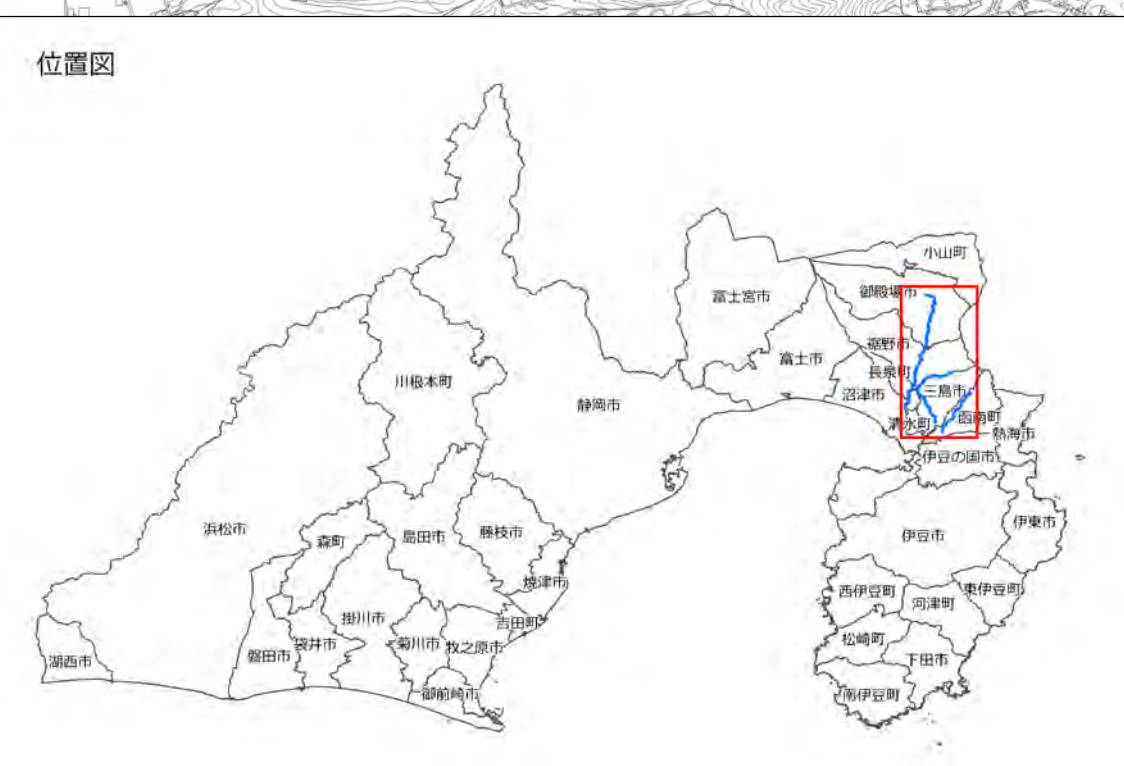 位置図
小山町
御殿場市
富士宮市
裾野市
富士市
長泉町
川根本町
沼津市
三島市
静岡市
清水町
函南町
熱海市
伊豆の国市
浜松市
森町
島田市
藤枝市
伊豆市
伊東市
焼津市
西伊豆町
東伊豆町
河津町
掛川市
吉田町
袋井市
菊川市
牧之原市
松崎町
磐田市
湖西市
下田市
御前崎市
南伊豆町